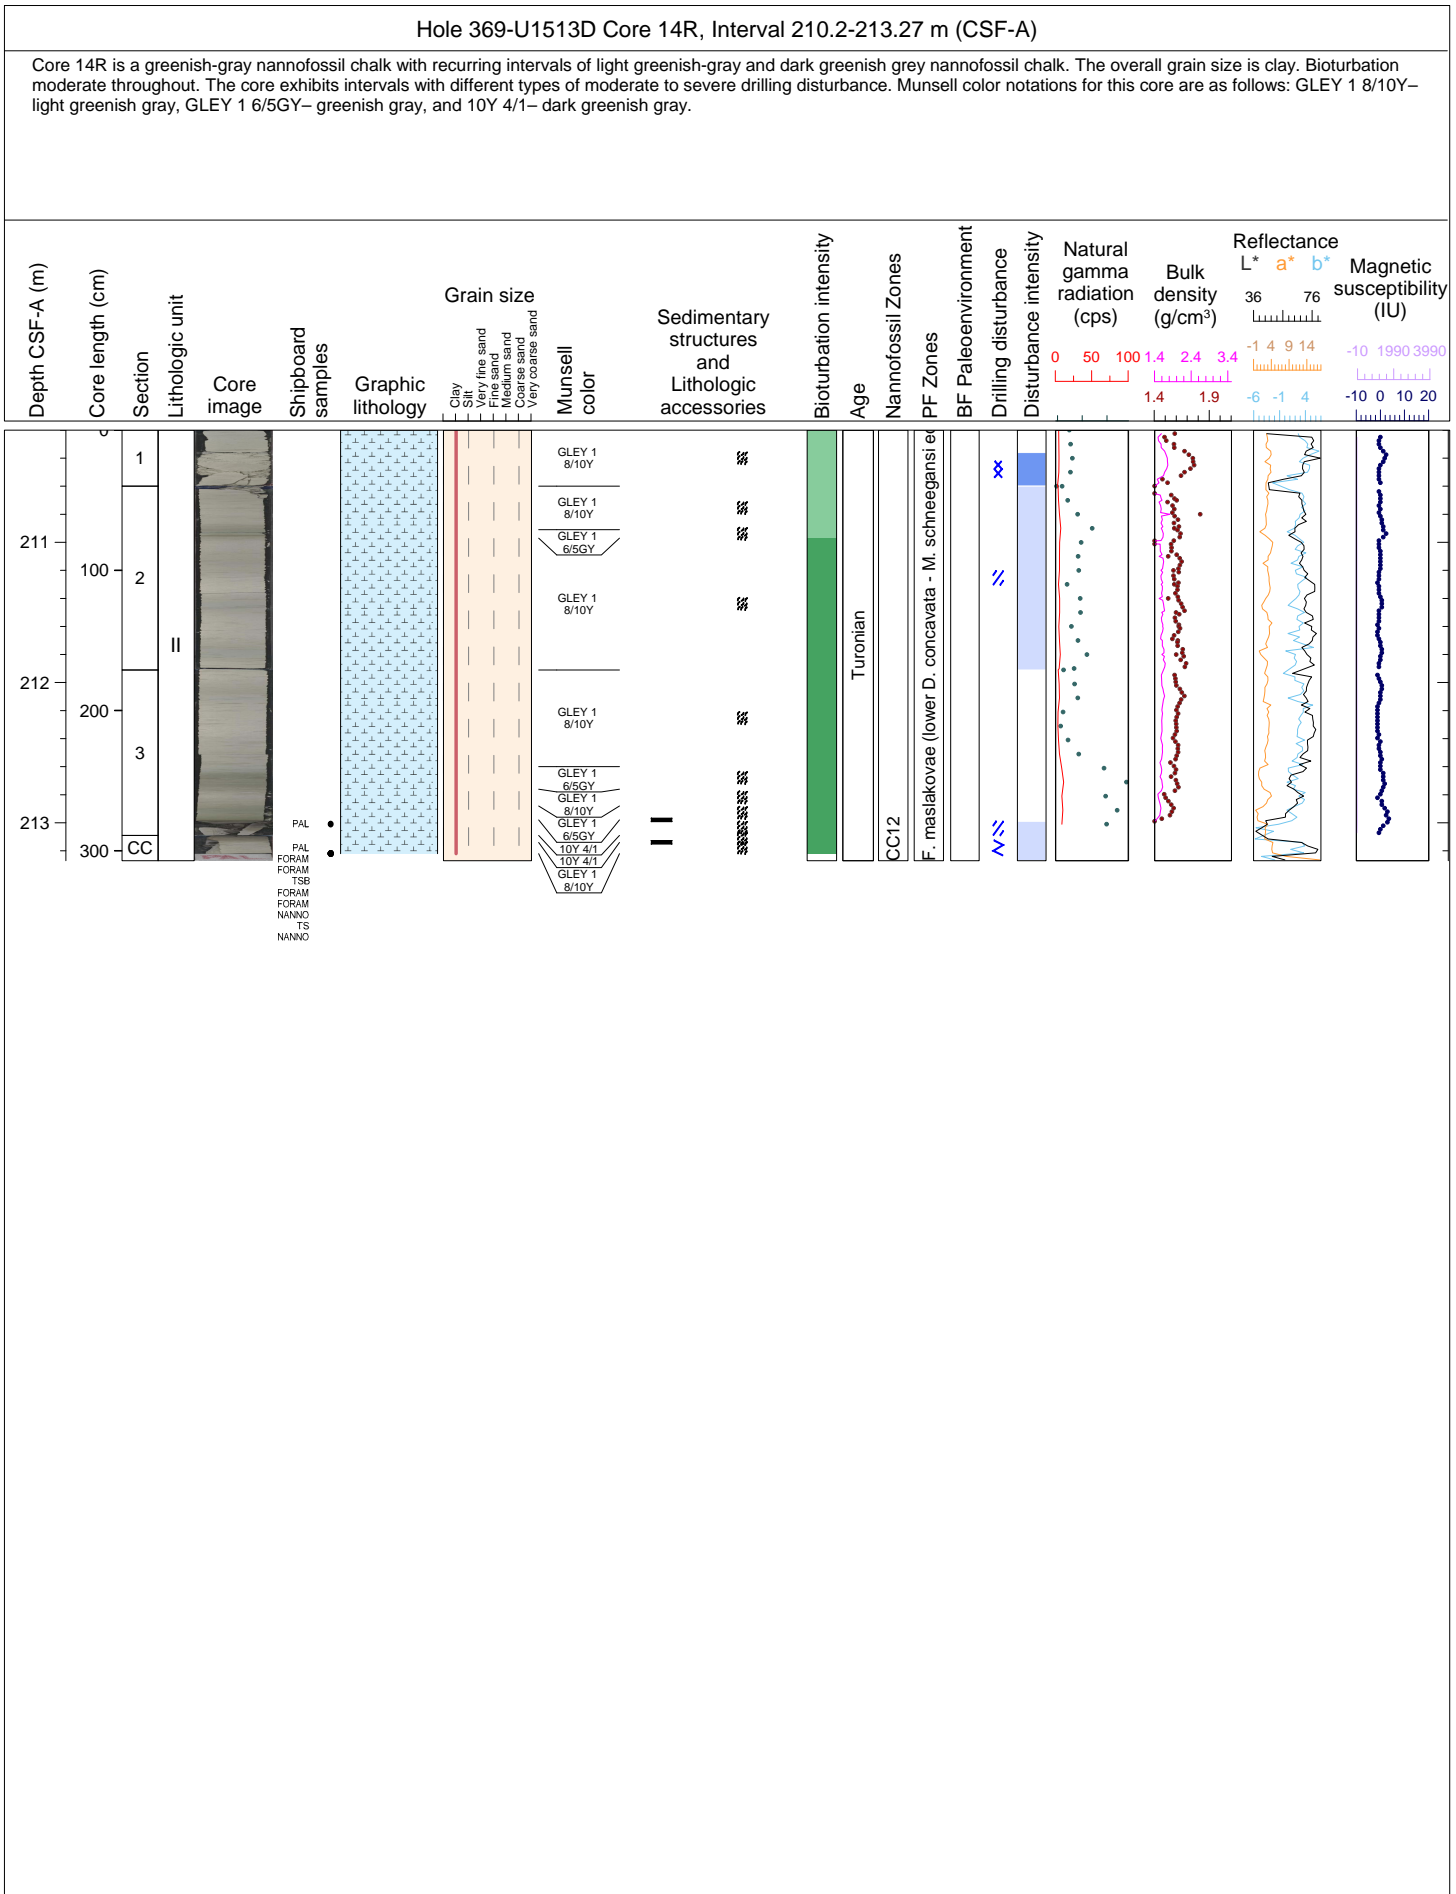 Hole 369-U1513D Core 14R, Interval 210.2-213.27 m (CSF-A)
Core 14R is a greenish-gray nannofossil chalk with recurring intervals of light greenish-gray and dark greenish grey nannofossil chalk. The overall grain size is clay. Bioturbation
moderate throughout. The core exhibits intervals with different types of moderate to severe drilling disturbance. Munsell color notations for this core are as follows: GLEY 1 8/10Y–
light greenish gray, GLEY 1 6/5GY– greenish gray, and 10Y 4/1– dark greenish gray.
Depth CSF-A (m)
Core length (cm)
Section
Lithologic unit
Core
image
Shipboard
samples
Graphic
lithology
Grain size
Clay
Silt
Very fine sand
Fine sand
Medium sand
Coarse sand
Very coarse sand
Munsell
color
Sedimentary
structures
and
Lithologic
accessories
Bioturbation intensity
Age
Nannofossil Zones
PF Zones
BF Paleoenvironment
Drilling disturbance
Disturbance intensity
Natural
gamma
radiation
(cps)
0 50 100
Bulk
density
(g/cm³)
1.4 2.4 3.4
1.4 1.9
Reflectance
L* a* b*
36 76
-1 4 9 14
-6 -1 4
Magnetic
susceptibility
(IU)
-10 1990 3990
-10 0 10 20
211
212
213
0
100
200
300
1
2
3
CC
II
PAL
PAL
FORAM
FORAM
TSB
FORAM
FORAM
NANNO
TS
NANNO
GLEY 1
8/10Y
GLEY 1
8/10Y
GLEY 1
6/5GY
GLEY 1
8/10Y
GLEY 1
8/10Y
GLEY 1
6/5GY
GLEY 1
8/10Y
GLEY 1
6/5GY
10Y 4/1
10Y 4/1
GLEY 1
8/10Y
Turonian
CC12
F. maslakovae (lower D. concavata - M. schneegansi